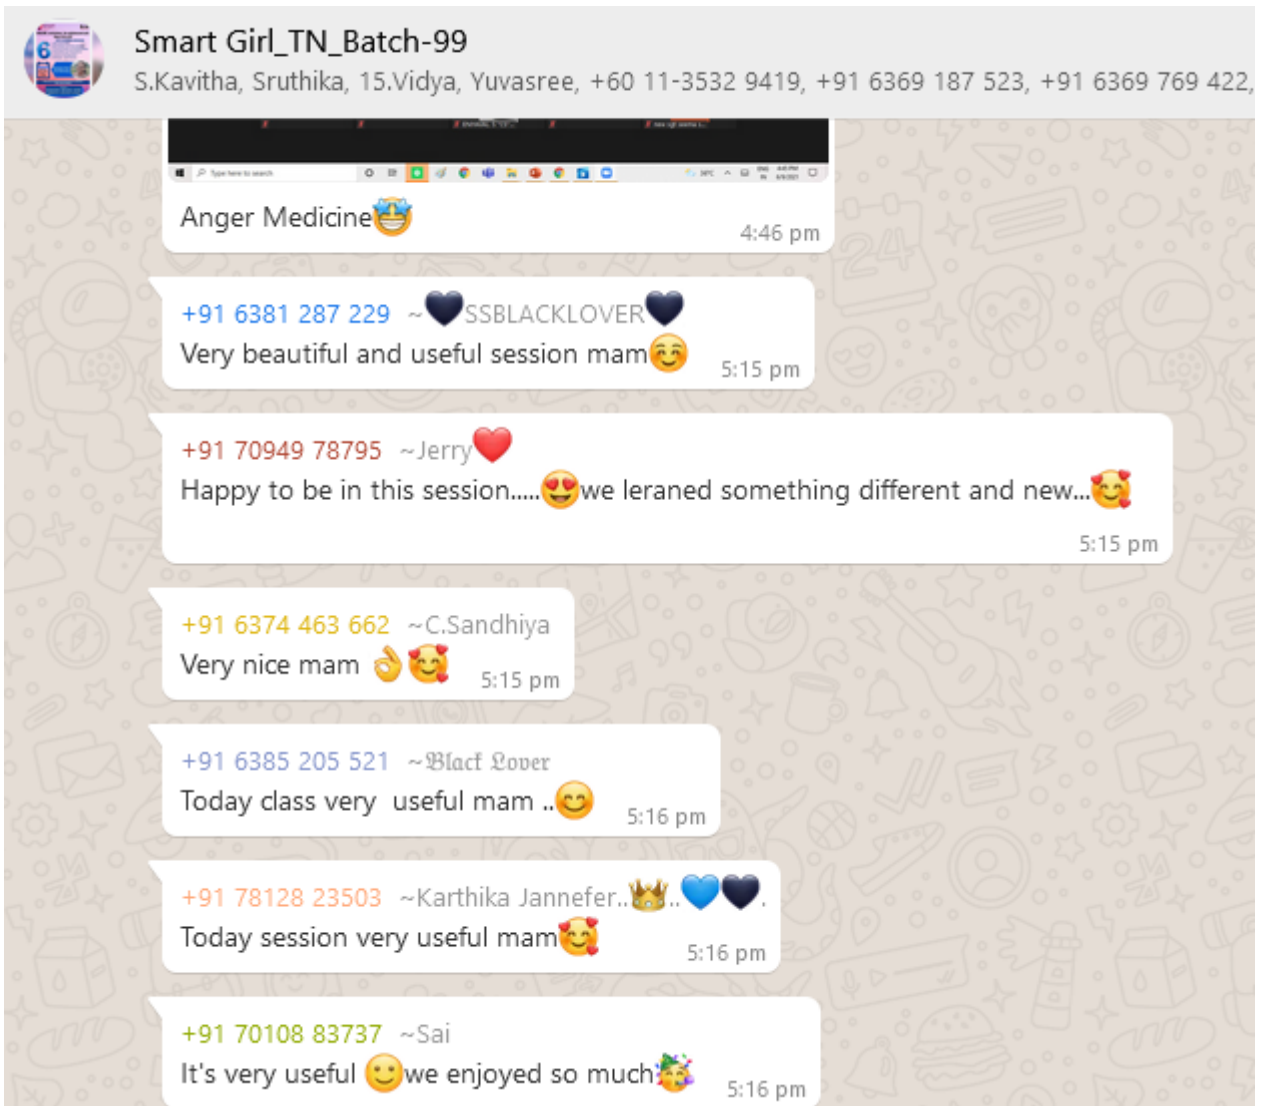 Smart Girl_TN_Batch-99
S.Kavitha, Sruthika, 15.Vidya, Yuvasree, +60 11-3532 9419, +91 6369 187 523, +91 6369 769 422,
Type here to search
Anger Medicine🤩
4:46 pm
+91 6381 287 229 ~🖤SSBLACKLOVER🖤
Very beautiful and useful session mam☺️
5:15 pm
+91 70949 78795 ~Jerry❤️
Happy to be in this session.....😍we leraned something different and new...🥰
5:15 pm
+91 6374 463 662 ~C.Sandhiya
Very nice mam 👌🥰
5:15 pm
+91 6385 205 521 ~𝕭𝖑𝖆𝖈𝖐 𝕷𝖔𝖛𝖊𝖗
Today class very  useful mam ..😊
5:16 pm
+91 78128 23503 ~Karthika Jannefer..👑..💙🖤.
Today session very useful mam🥰
5:16 pm
+91 70108 83737 ~Sai
It's very useful 🙂we enjoyed so much🥳
5:16 pm